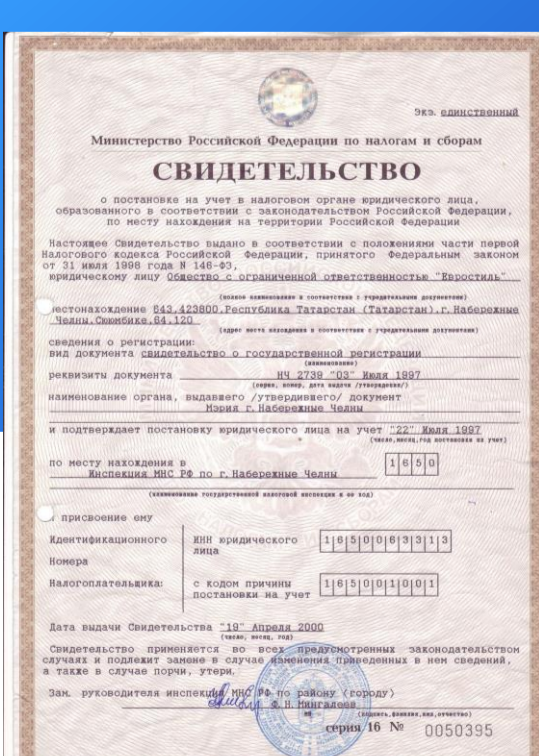 Экз. единственный
Министерство Российской Федерации по налогам и сборам
СВИДЕТЕЛЬСТВО
о постановке на учет в налоговом органе юридического лица,
образованного в соответствии с законодательством Российской Федерации,
по месту нахождения на территории Российской Федерации
Настоящее Свидетельство выдано в соответствии с положениями части первой
Налогового кодекса Российской Федерации, принятого Федеральным законом
от 31 июля 1998 года N 146-ФЗ,
юридическому лицу Общество с ограниченной ответственностью "Евростиль"
(полное наименование в соответствии с учредительными документами)
местонахождение 643,423800,Республика Татарстан (Татарстан),г.Набережные
Челны,Сююмбике,64,120
(адрес места нахождения в соответствии с учредительными документами)
сведения о регистрации:
вид документа свидетельство о государственной регистрации
(наименование)
реквизиты документа НЧ 2739 "03" Июля 1997
(серия, номер, дата выдачи /утверждения/)
наименование органа, выдавшего /утвердившего/ документ
Мэрия г.Набережные Челны
и подтверждает постановку юридического лица на учет "22" Июля 1997
(число,месяц,год постановки на учет)
по месту нахождения в 1650
Инспекция МНС РФ по г.Набережные Челны
(наименование государственной налоговой инспекции и ее код)
и присвоение ему
Идентификационного ИНН юридического лица 1650063313
Номера
Налогоплательщика: с кодом причины постановки на учет 165001001
Дата выдачи Свидетельства "19" Апреля 2000
(число, месяц, год)
Свидетельство применяется во всех предусмотренных законодательством
случаях и подлежит замене в случае изменения приведенных в нем сведений,
а также в случае порчи, утери.
Зам. руководителя инспекции МНС РФ по району (городу)
Ф.Н.Мингалеев
(подпись,фамилия,имя,отчество)
серия 16 № 0050395